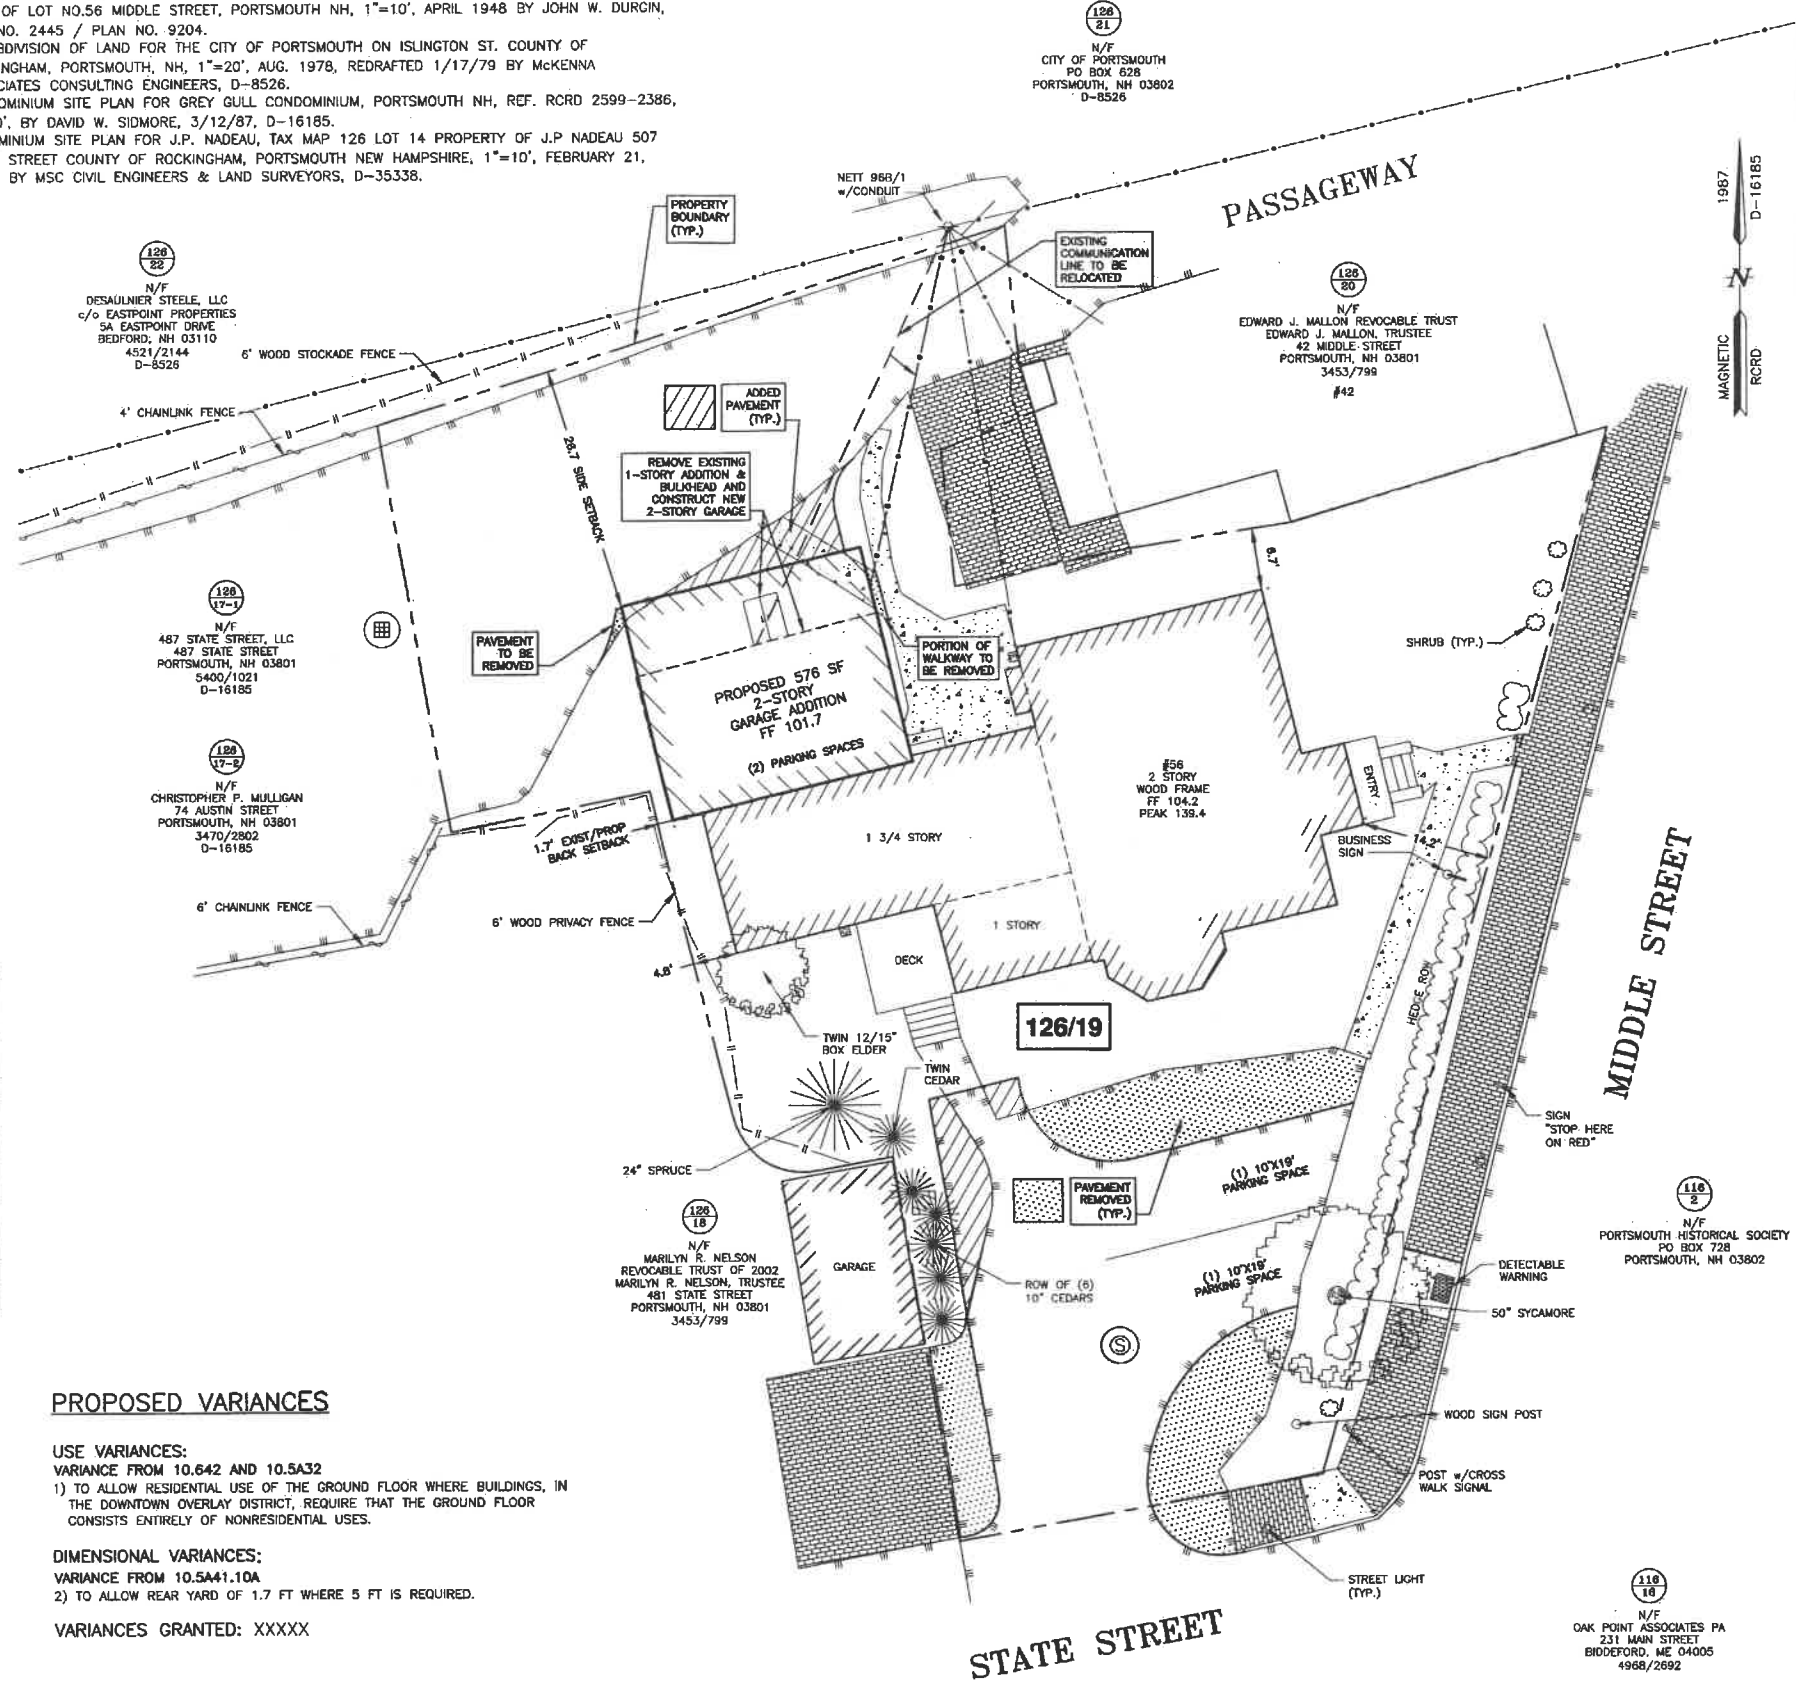 OF LOT NO.56 MIDDLE STREET, PORTSMOUTH NH, 1"=10', APRIL 1948 BY JOHN W. DURGIN,
NO. 2445 / PLAN NO. 9204.
BDIVISION OF LAND FOR THE CITY OF PORTSMOUTH ON ISLINGTON ST. COUNTY OF
NGHAM, PORTSMOUTH, NH, 1"=20', AUG. 1978, REDRAFTED 1/17/79 BY McKENNA
CIATES CONSULTING ENGINEERS, D-8526.
OMINIUM SITE PLAN FOR GREY GULL CONDOMINIUM, PORTSMOUTH NH, REF. RCRD 2599-2386,
0', BY DAVID W. SIDMORE, 3/12/87, D-16185.
MINIUM SITE PLAN FOR J.P. NADEAU, TAX MAP 126 LOT 14 PROPERTY OF J.P NADEAU 507
STREET COUNTY OF ROCKINGHAM, PORTSMOUTH NEW HAMPSHIRE, 1"=10', FEBRUARY 21,
BY MSC CIVIL ENGINEERS & LAND SURVEYORS, D-35338.
126
21
N/F
CITY OF PORTSMOUTH
PO BOX 628
PORTSMOUTH, NH 03802
D-8526
PASSAGEWAY
1987
D-16185
N
MAGNETIC
RCRD
NETT 968/1
w/CONDUIT
PROPERTY
BOUNDARY
(TYP.)
EXISTING
COMMUNICATION
LINE TO BE
RELOCATED
126
20
N/F
EDWARD J. MALLON REVOCABLE TRUST
EDWARD J. MALLON, TRUSTEE
42 MIDDLE STREET
PORTSMOUTH, NH 03801
3453/799
#42
126
22
N/F
DESAULNIER STEELE, LLC
c/o EASTPOINT PROPERTIES
5A EASTPOINT DRIVE
BEDFORD, NH 03110
4521/2144
D-8526
6' WOOD STOCKADE FENCE
4' CHAINLINK FENCE
28.7 SIDE SETBACK
ADDED
PAVEMENT
(TYP.)
REMOVE EXISTING
1-STORY ADDITION &
BULKHEAD AND
CONSTRUCT NEW
2-STORY GARAGE
6.7'
126
17-1
N/F
487 STATE STREET, LLC
487 STATE STREET
PORTSMOUTH, NH 03801
5400/1021
D-16185
PAVEMENT
TO BE
REMOVED
PORTION OF
WALKWAY TO
BE REMOVED
SHRUB (TYP.)
PROPOSED 576 SF
2-STORY
GARAGE ADDITION
FF 101.7
(2) PARKING SPACES
126
17-2
N/F
CHRISTOPHER P. MULLIGAN
74 AUSTIN STREET
PORTSMOUTH, NH 03801
3470/2802
D-16185
#56
2 STORY
WOOD FRAME
FF 104.2
PEAK 139.4
ENTRY
1.7' EXIST/PROP
BACK SETBACK
1 3/4 STORY
BUSINESS
SIGN
14.2'
6' CHAINLINK FENCE
6' WOOD PRIVACY FENCE
1 STORY
DECK
4.8'
HEDGE ROW
MIDDLE STREET
126/19
TWIN 12/15"
BOX ELDER
TWIN
CEDAR
SIGN
"STOP HERE
ON RED"
24" SPRUCE
(1) 10'X19'
PARKING SPACE
PAVEMENT
REMOVED
(TYP.)
116
2
N/F
PORTSMOUTH HISTORICAL SOCIETY
PO BOX 728
PORTSMOUTH, NH 03802
126
18
N/F
MARILYN R. NELSON
REVOCABLE TRUST OF 2002
MARILYN R. NELSON, TRUSTEE
481 STATE STREET
PORTSMOUTH, NH 03801
3453/799
GARAGE
ROW OF (6)
10" CEDARS
(1) 10'X19'
PARKING SPACE
DETECTABLE
WARNING
50" SYCAMORE
S
WOOD SIGN POST
POST w/CROSS
WALK SIGNAL
STREET LIGHT
(TYP.)
STATE STREET
116
16
N/F
OAK POINT ASSOCIATES PA
231 MAIN STREET
BIDDEFORD, ME 04005
4968/2692
PROPOSED VARIANCES
USE VARIANCES:
VARIANCE FROM 10.642 AND 10.5A32
1) TO ALLOW RESIDENTIAL USE OF THE GROUND FLOOR WHERE BUILDINGS, IN
THE DOWNTOWN OVERLAY DISTRICT, REQUIRE THAT THE GROUND FLOOR
CONSISTS ENTIRELY OF NONRESIDENTIAL USES.
DIMENSIONAL VARIANCES:
VARIANCE FROM 10.5A41.10A
2) TO ALLOW REAR YARD OF 1.7 FT WHERE 5 FT IS REQUIRED.
VARIANCES GRANTED: XXXXX